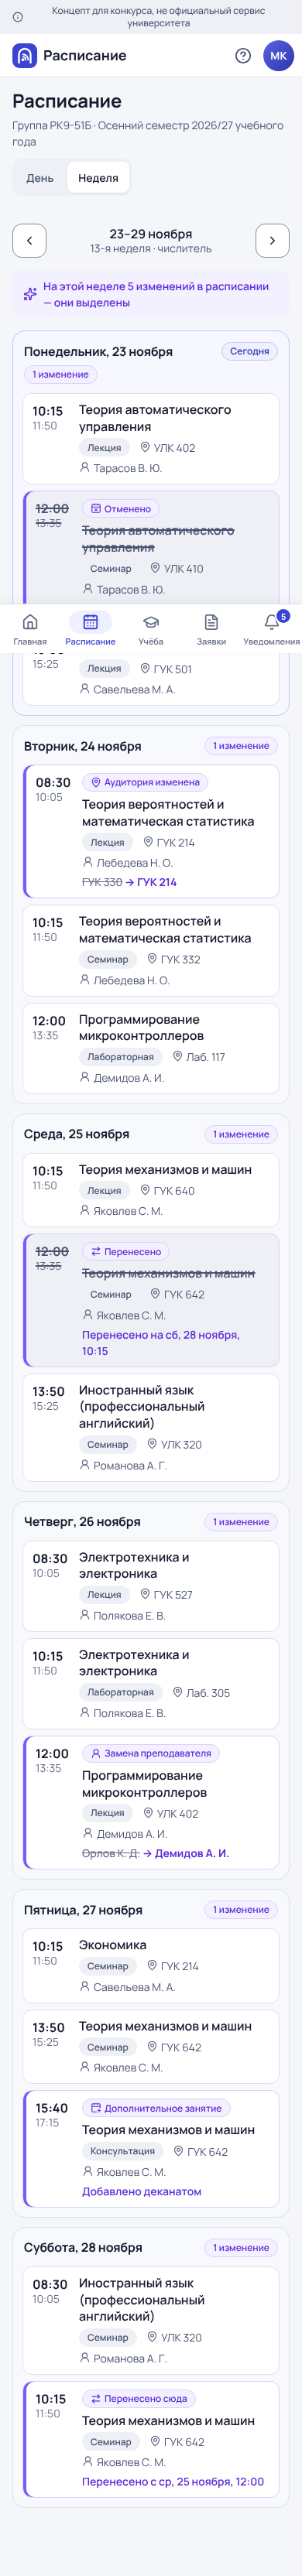 Концепт для конкурса, не официальный сервис
университета
Расписание
МК
Расписание
Группа РК9-51Б · Осенний семестр 2026/27 учебного
года
День
Неделя
23–29 ноября
13-я неделя · числитель
На этой неделе 5 изменений в расписании
— они выделены
Понедельник, 23 ноября
Сегодня
1 изменение
10:15
11:50
Теория автоматического
управления
Лекция
УЛК 402
Тарасов В. Ю.
12:00
13:35
Отменено
Теория автоматического
управления
Семинар
УЛК 410
Тарасов В. Ю.
Главная
Расписание
Учёба
Заявки
5
Уведомления
15:25
Лекция
ГУК 501
Савельева М. А.
Вторник, 24 ноября
1 изменение
08:30
10:05
Аудитория изменена
Теория вероятностей и
математическая статистика
Лекция
ГУК 214
Лебедева Н. О.
ГУК 330 → ГУК 214
10:15
11:50
Теория вероятностей и
математическая статистика
Семинар
ГУК 332
Лебедева Н. О.
12:00
13:35
Программирование
микроконтроллеров
Лабораторная
Лаб. 117
Демидов А. И.
Среда, 25 ноября
1 изменение
10:15
11:50
Теория механизмов и машин
Лекция
ГУК 640
Яковлев С. М.
12:00
13:35
Перенесено
Теория механизмов и машин
Семинар
ГУК 642
Яковлев С. М.
Перенесено на сб, 28 ноября,
10:15
13:50
15:25
Иностранный язык
(профессиональный
английский)
Семинар
УЛК 320
Романова А. Г.
Четверг, 26 ноября
1 изменение
08:30
10:05
Электротехника и
электроника
Лекция
ГУК 527
Полякова Е. В.
10:15
11:50
Электротехника и
электроника
Лабораторная
Лаб. 305
Полякова Е. В.
12:00
13:35
Замена преподавателя
Программирование
микроконтроллеров
Лекция
УЛК 402
Демидов А. И.
Орлов К. Д. → Демидов А. И.
Пятница, 27 ноября
1 изменение
10:15
11:50
Экономика
Семинар
ГУК 214
Савельева М. А.
13:50
15:25
Теория механизмов и машин
Семинар
ГУК 642
Яковлев С. М.
15:40
17:15
Дополнительное занятие
Теория механизмов и машин
Консультация
ГУК 642
Яковлев С. М.
Добавлено деканатом
Суббота, 28 ноября
1 изменение
08:30
10:05
Иностранный язык
(профессиональный
английский)
Семинар
УЛК 320
Романова А. Г.
10:15
11:50
Перенесено сюда
Теория механизмов и машин
Семинар
ГУК 642
Яковлев С. М.
Перенесено с ср, 25 ноября, 12:00